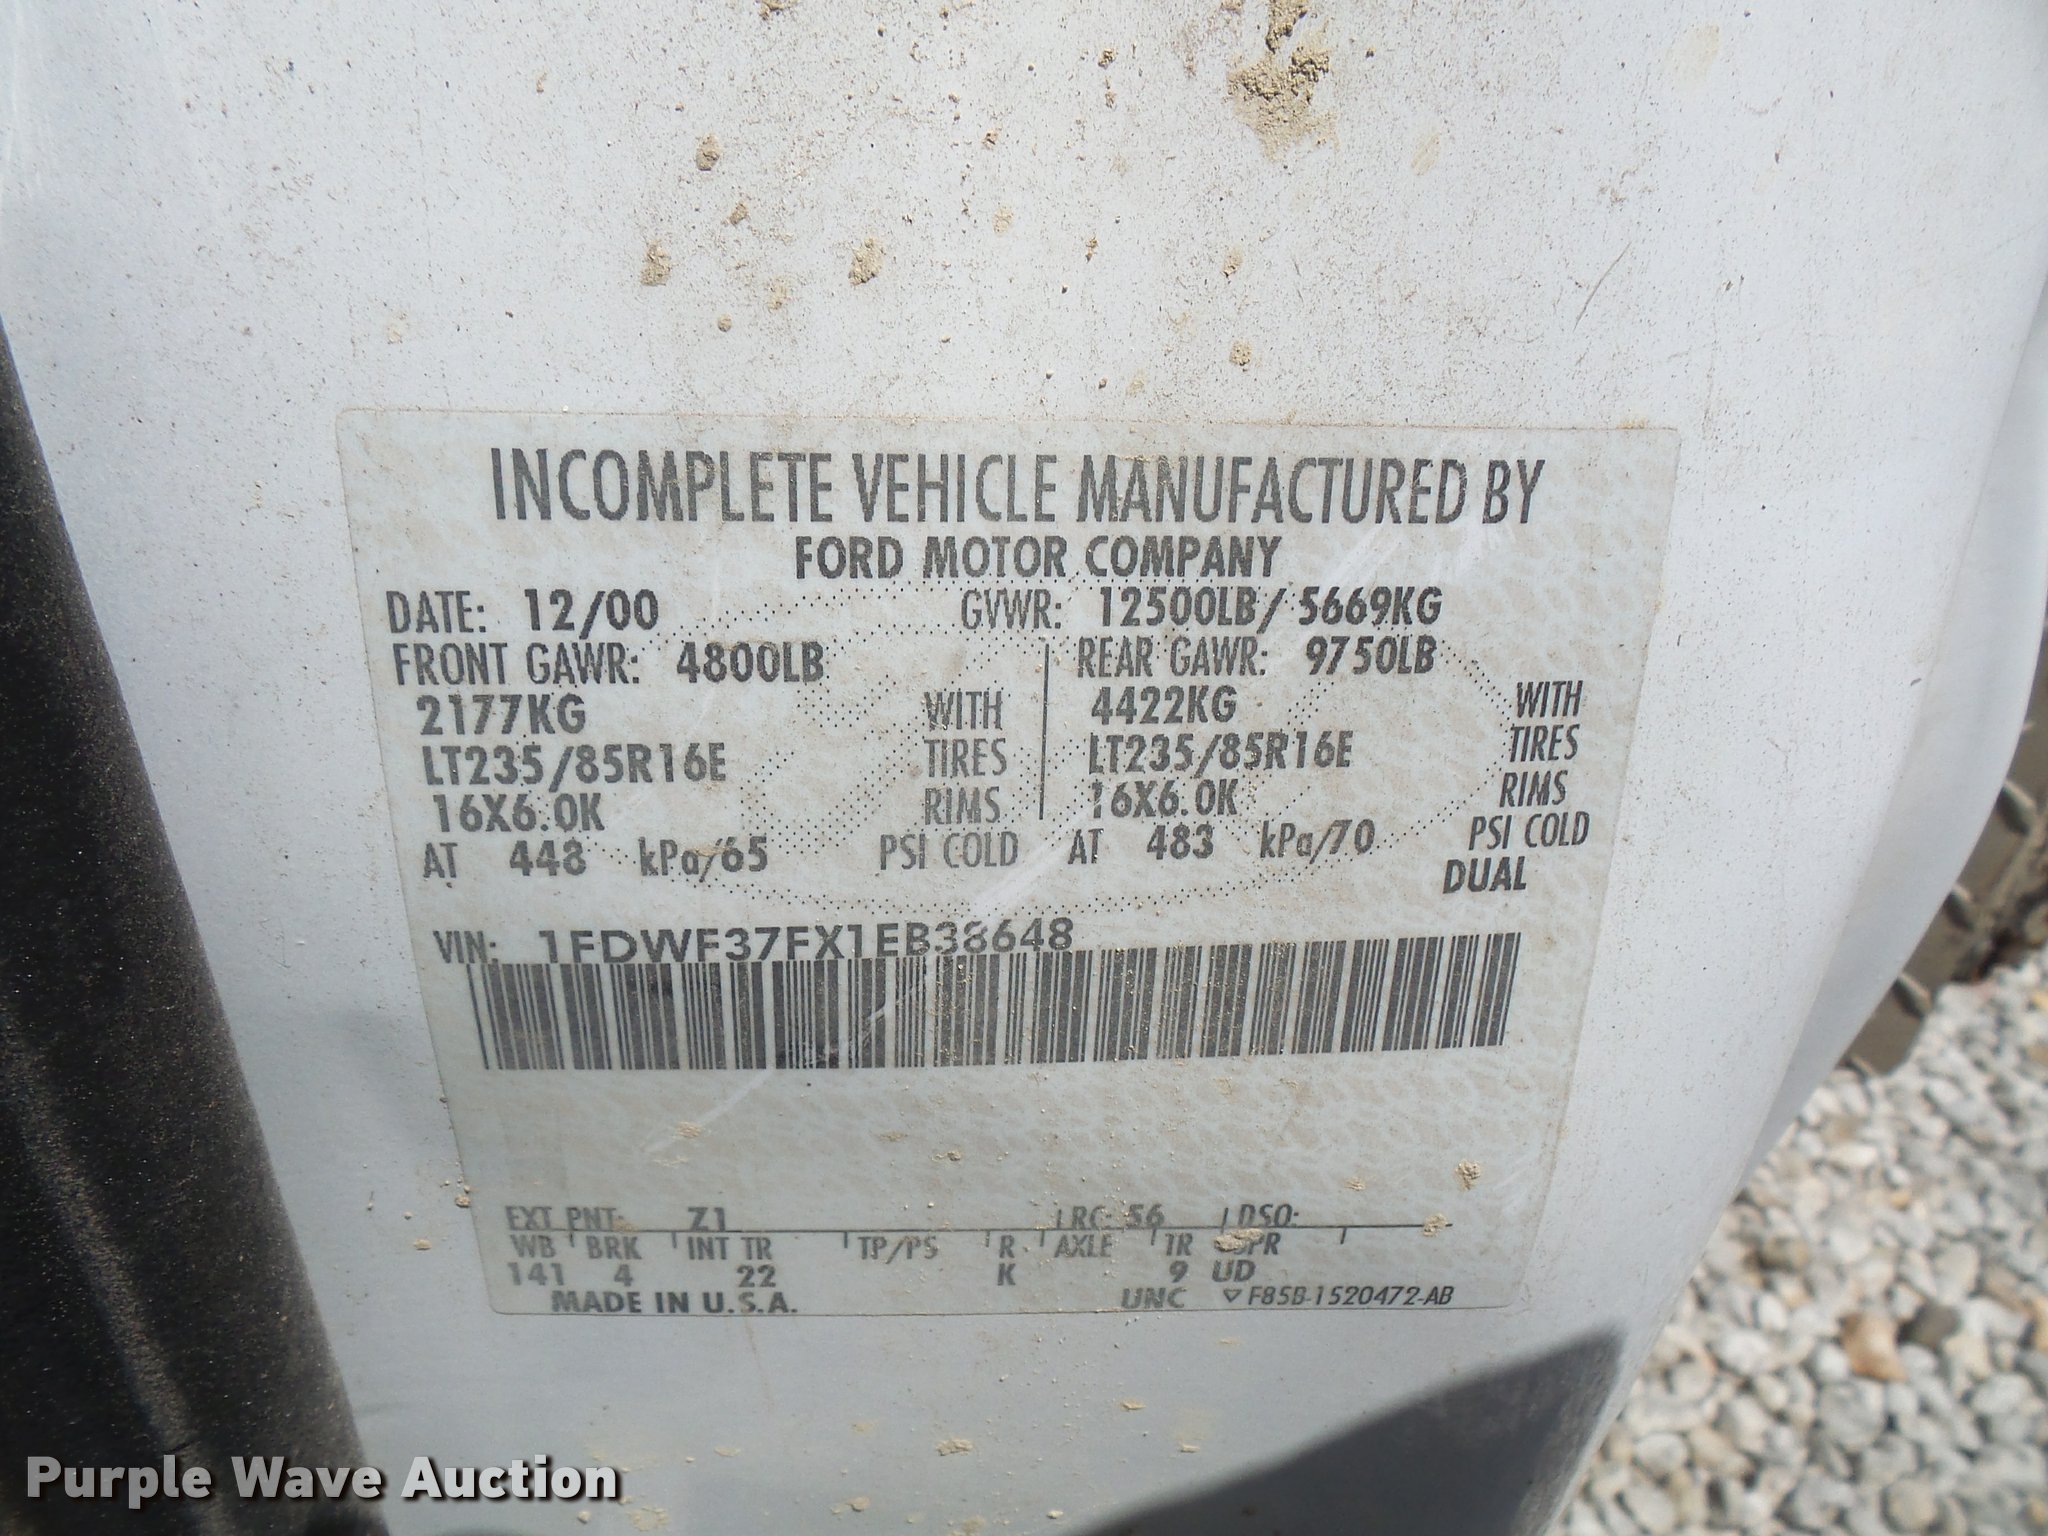 INCOMPLETE VEHICLE MANUFACTURED BY
FORD MOTOR COMPANY
DATE: 12/00 GVWR: 12500LB/ 5669KG
FRONT GAWR: 4800LB REAR GAWR: 9750LB
2177KG WITH 4422KG WITH
LT235/85R16E TIRES LT235/85R16E TIRES
16X6.0K RIMS 16X6.0K RIMS
AT 448 kPa/65 PSI COLD AT 483 kPa/70 PSI COLD
DUAL
VIN: 1FDWF37FX1EB38648
EXT PNT: Z1 RC: 56 DSO:
WB BRK INT TR TP/PS R AXLE TR SPR
141 4 22 K 9 UD
MADE IN U.S.A. UNC ▽ F85B-1520472-AB
Purple Wave Auction